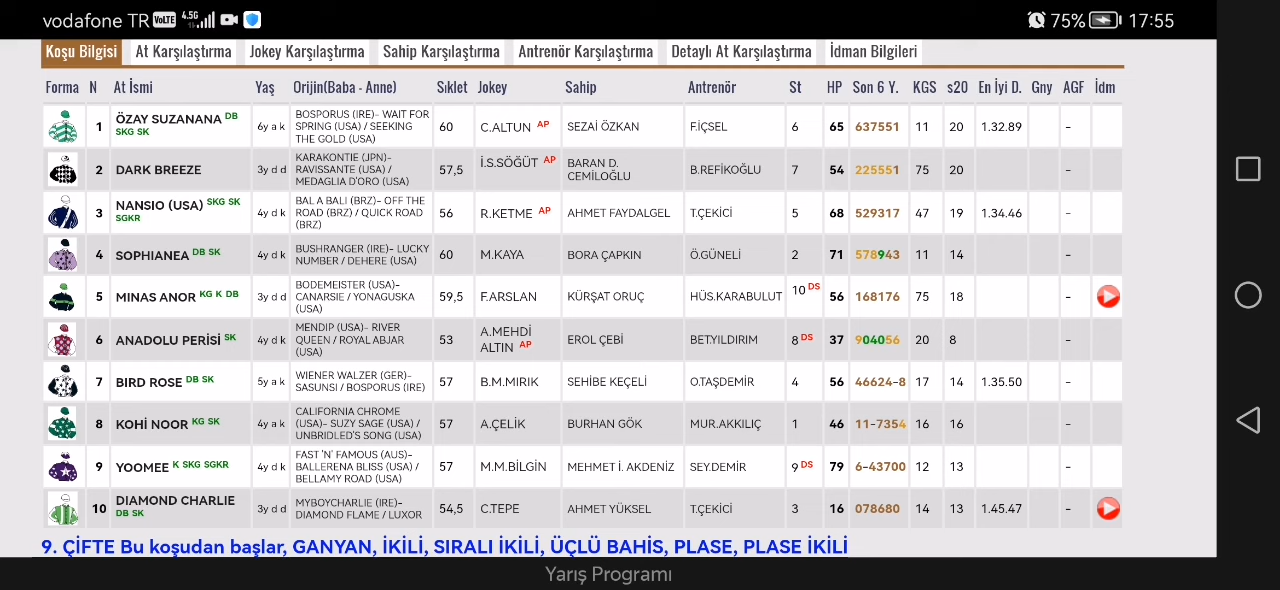 vodafone TR VoLTE 4.5G 75% 17:55
Koşu Bilgisi At Karşılaştırma Jokey Karşılaştırma Sahip Karşılaştırma Antrenör Karşılaştırma Detaylı At Karşılaştırma İdman Bilgileri
Forma N At İsmi Yaş Orijin(Baba - Anne) Sıklet Jokey Sahip Antrenör St HP Son 6 Y. KGS s20 En İyi D. Gny AGF İdm
1 ÖZAY SUZANANA DB SKG SK 6y a k BOSPORUS (IRE)- WAIT FOR SPRING (USA) / SEEKING THE GOLD (USA) 60 C.ALTUN AP SEZAİ ÖZKAN F.İÇSEL 6 65 637551 11 20 1.32.89 -
2 DARK BREEZE 3y d d KARAKONTIE (JPN)- RAVISSANTE (USA) / MEDAGLIA D'ORO (USA) 57,5 İ.S.SÖĞÜT AP BARAN D. CEMİLOĞLU B.REFİKOĞLU 7 54 225551 75 20 -
3 NANSIO (USA) SKG SK SGKR 4y d k BAL A BALI (BRZ)- OFF THE ROAD (BRZ) / QUICK ROAD (BRZ) 56 R.KETME AP AHMET FAYDALGEL T.ÇEKİCİ 5 68 529317 47 19 1.34.46 -
4 SOPHIANEA DB SK 4y d k BUSHRANGER (IRE)- LUCKY NUMBER / DEHERE (USA) 60 M.KAYA BORA ÇAPKIN Ö.GÜNELİ 2 71 578943 11 14 -
5 MINAS ANOR KG K DB 3y d d BODEMEISTER (USA)- CANARSIE / YONAGUSKA (USA) 59,5 F.ARSLAN KÜRŞAT ORUÇ HÜS.KARABULUT 10 DS 56 168176 75 18 -
6 ANADOLU PERİSİ SK 4y d k MENDIP (USA)- RIVER QUEEN / ROYAL ABJAR (USA) 53 A.MEHDİ ALTIN AP EROL ÇEBİ BET.YILDIRIM 8 DS 37 904056 20 8 -
7 BIRD ROSE DB SK 5y a k WIENER WALZER (GER)- SASUNSI / BOSPORUS (IRE) 57 B.M.MIRIK SEHİBE KEÇELİ O.TAŞDEMİR 4 56 46624-8 17 14 1.35.50 -
8 KOHİ NOOR KG SK 4y a k CALIFORNIA CHROME (USA)- SUZY SAGE (USA) / UNBRIDLED'S SONG (USA) 57 A.ÇELİK BURHAN GÖK MUR.AKKILIÇ 1 46 11-7354 16 16 -
9 YOOMEE K SKG SGKR 4y d k FAST 'N' FAMOUS (AUS)- BALLERENA BLISS (USA) / BELLAMY ROAD (USA) 57 M.M.BİLGİN MEHMET İ. AKDENİZ SEY.DEMİR 9 DS 79 6-43700 12 13 -
10 DIAMOND CHARLIE DB SK 3y d d MYBOYCHARLIE (IRE)- DIAMOND FLAME / LUXOR 54,5 C.TEPE AHMET YÜKSEL T.ÇEKİCİ 3 16 078680 14 13 1.45.47 -
9. ÇİFTE Bu koşudan başlar, GANYAN, İKİLİ, SIRALI İKİLİ, ÜÇLÜ BAHİS, PLASE, PLASE İKİLİ
Yarış Programı